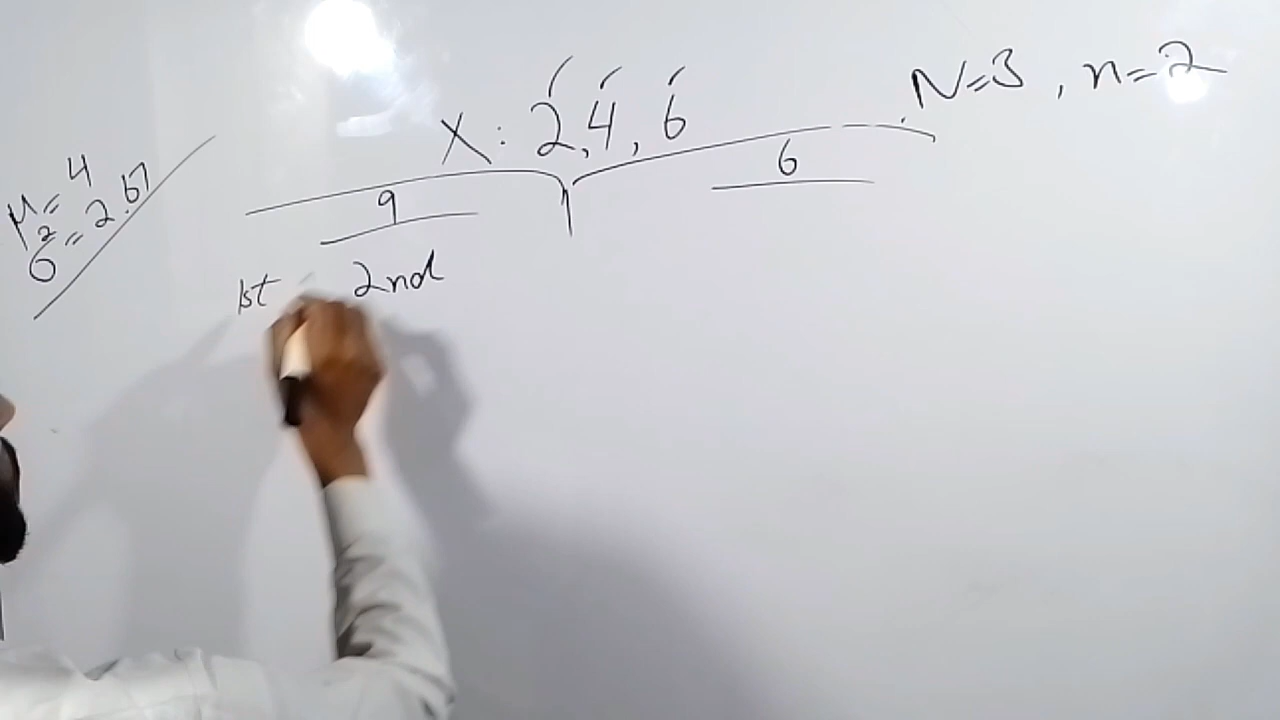 X: 2, 4, 6
N=3, n=2
μ = 4
σ² = 2.67
9
6
1st 2nd